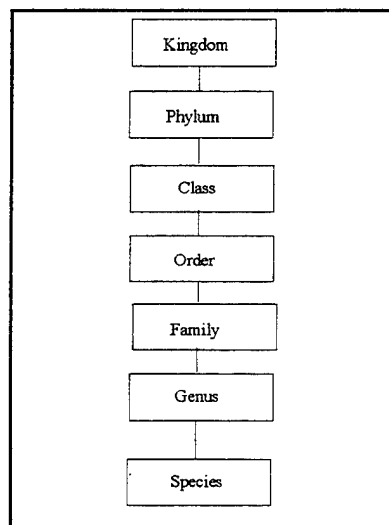 Kingdom
Phylum
Class
Order
Family
Genus
Species